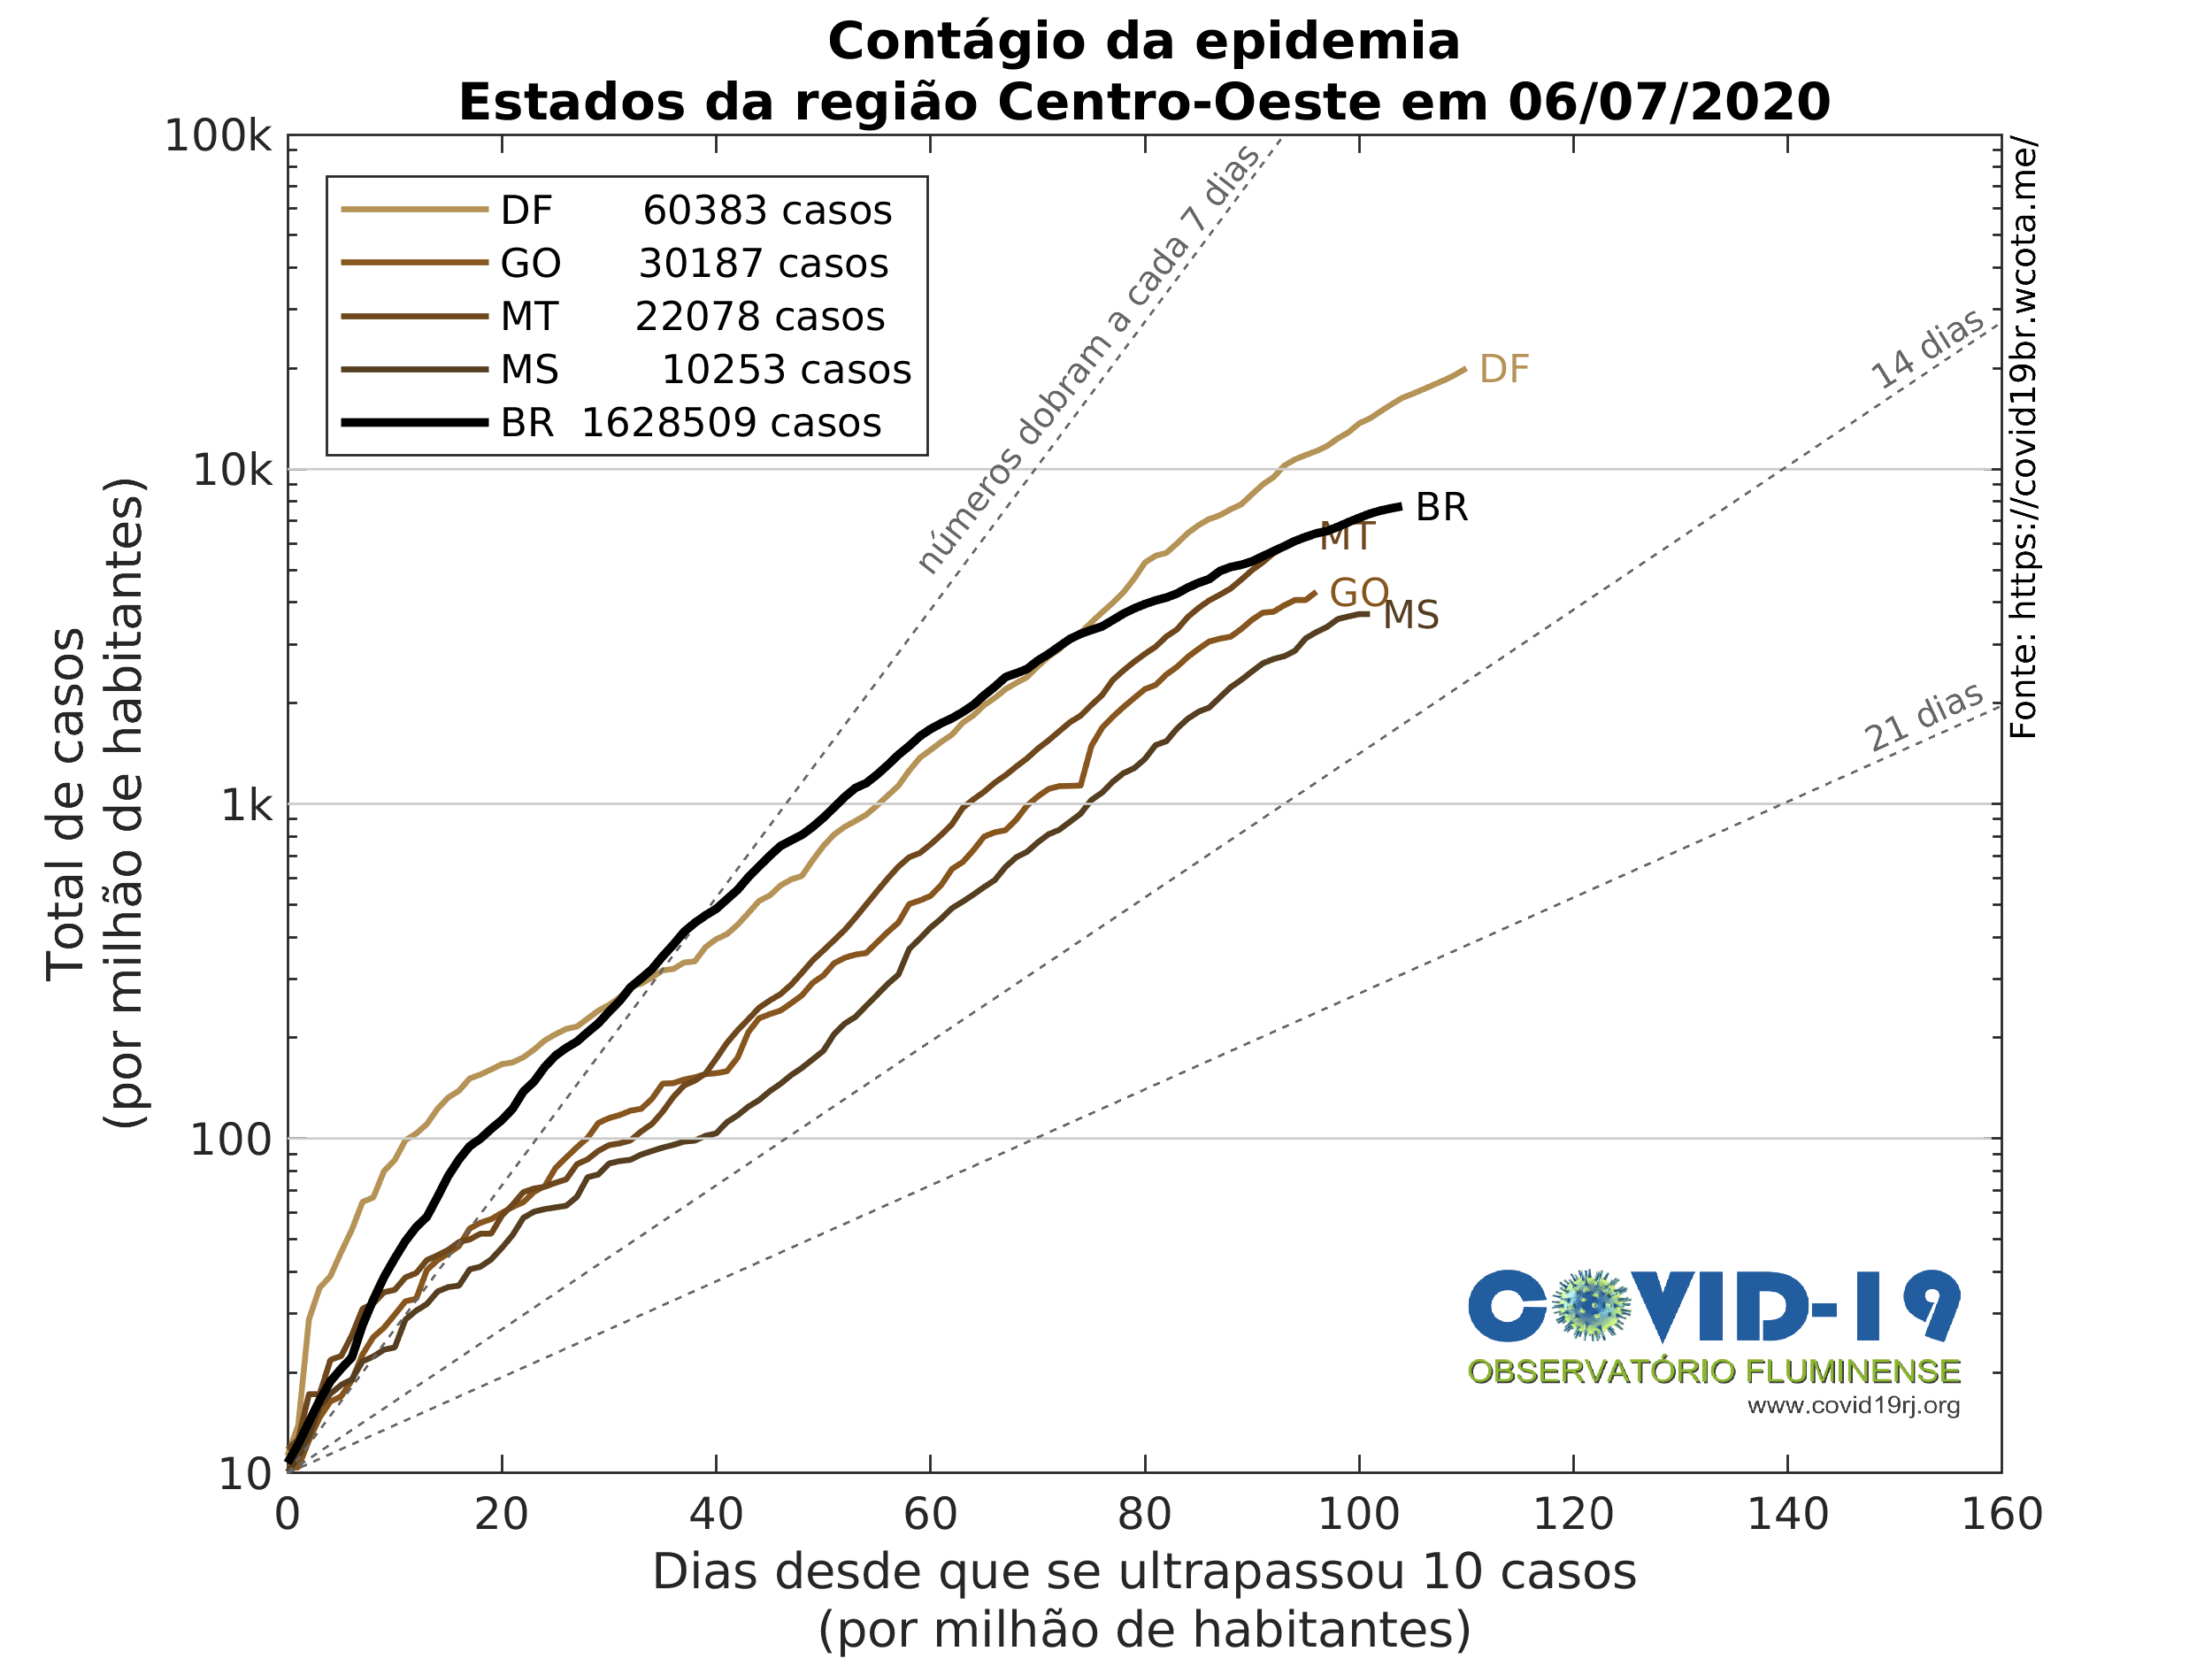 Contágio da epidemia
Estados da região Centro-Oeste em 06/07/2020
100k
10k
1k
100
10
Total de casos
(por milhão de habitantes)
DF 60383 casos
GO 30187 casos
MT 22078 casos
MS 10253 casos
BR 1628509 casos
números dobram a cada 7 dias
14 dias
21 dias
DF
BR
MT
GO
MS
Fonte: https://covid19br.wcota.me/
COVID-19
OBSERVATÓRIO FLUMINENSE
www.covid19rj.org
0 20 40 60 80 100 120 140 160
Dias desde que se ultrapassou 10 casos
(por milhão de habitantes)